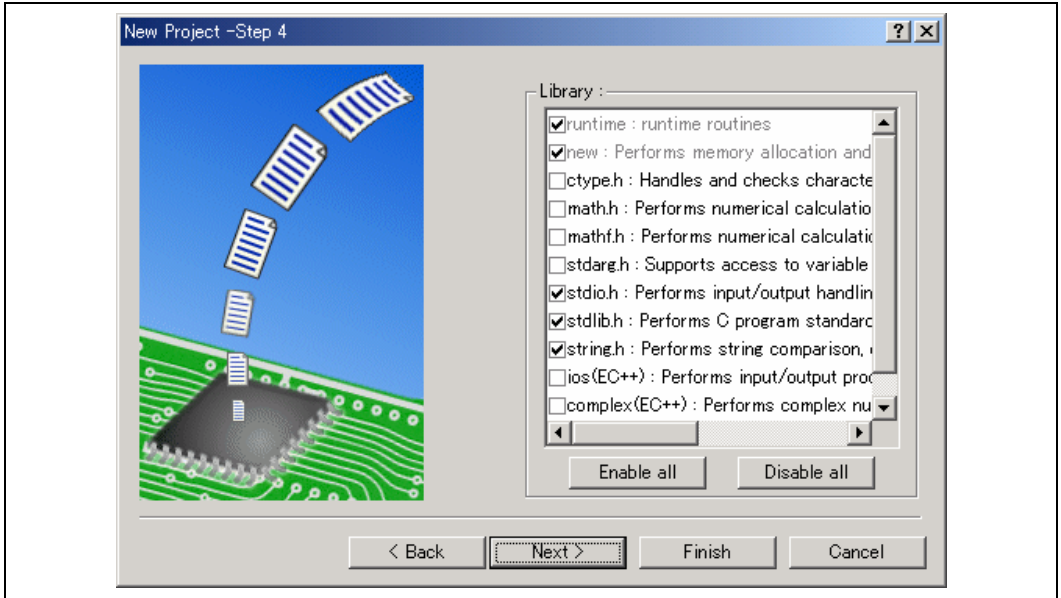 New Project -Step 4
Library :
runtime : runtime routines
new : Performs memory allocation and
ctype.h : Handles and checks characte
math.h : Performs numerical calculatio
mathf.h : Performs numerical calculatic
stdarg.h : Supports access to variable
stdio.h : Performs input/output handlin
stdlib.h : Performs C program standarc
string.h : Performs string comparison,
ios(EC++) : Performs input/output proc
complex(EC++) : Performs complex nu
Enable all Disable all
< Back Next > Finish Cancel